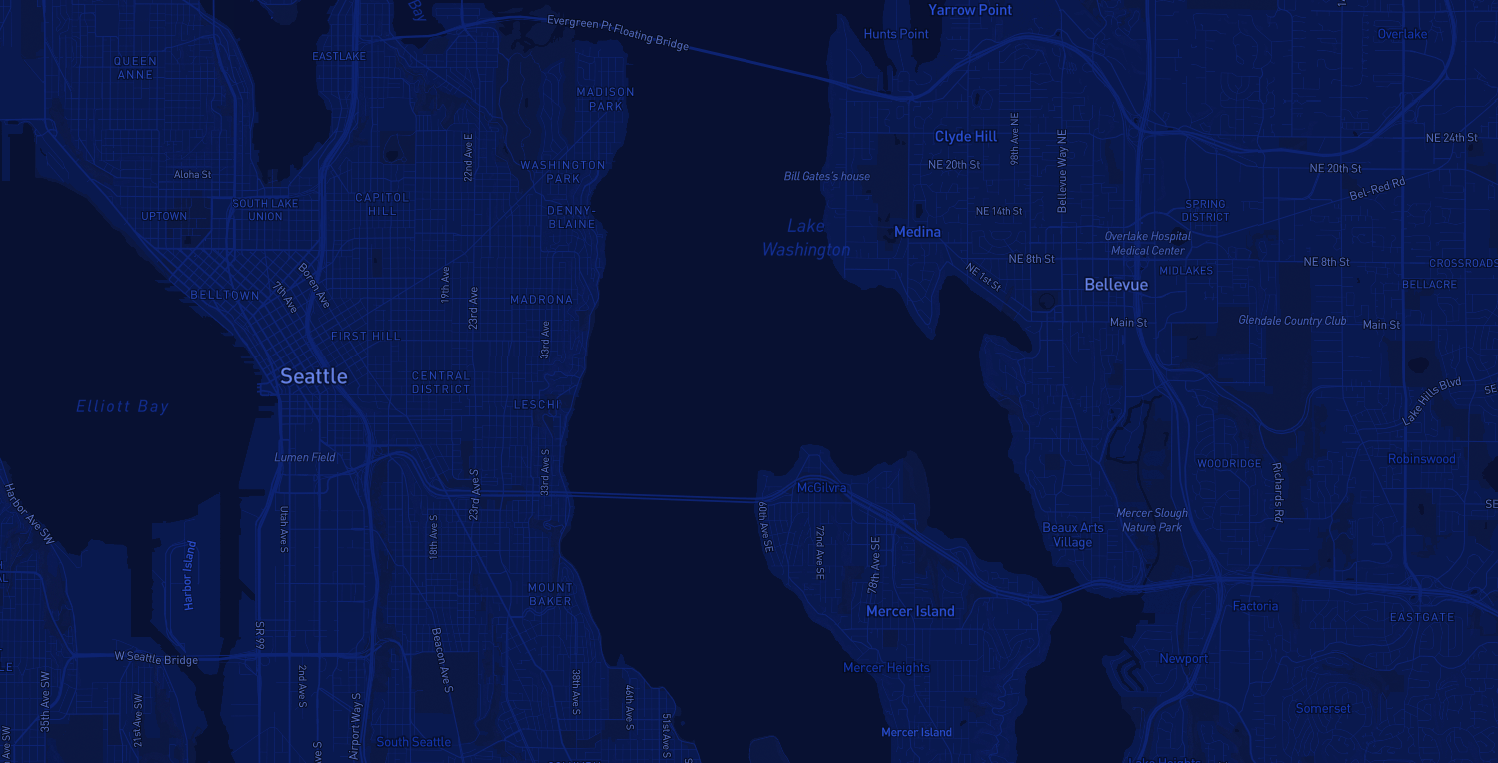 Yarrow Point
Bay
Evergreen Pt Floating Bridge
Hunts Point
Overlake
QUEEN
ANNE
EASTLAKE
MADISON
PARK
Clyde Hill
98th Ave NE
Bellevue Way NE
NE 24th St
22nd Ave E
WASHINGTON
PARK
NE 20th St
NE 20th St
Aloha St
Bill Gates's house
Bel-Red Rd
CAPITOL
HILL
SOUTH LAKE
UNION
UPTOWN
DENNY-
BLAINE
NE 14th St
SPRING
DISTRICT
Lake
Washington
Medina
Overlake Hospital
Medical Center
NE 8th St
NE 8th St
CROSSROADS
MIDLAKES
NE 1st St
Bellevue
BELLACRE
Boren Ave
7th Ave
BELLTOWN
19th Ave
23rd Ave
MADRONA
Main St
Glendale Country Club
Main St
FIRST HILL
33rd Ave
Seattle
CENTRAL
DISTRICT
Lake Hills Blvd
SE
Elliott Bay
LESCHI
Lumen Field
33rd Ave S
23rd Ave S
WOODRIDGE
Richards Rd
Robinswood
McGilvra
SE
Harbor Ave SW
Utah Ave S
18th Ave S
60th Ave SE
72nd Ave SE
78th Ave SE
Beaux Arts
Village
Mercer Slough
Nature Park
Harbor Island
MOUNT
BAKER
Mercer Island
Factoria
EASTGATE
SR 99
W Seattle Bridge
Beacon Ave S
Mercer Heights
Newport
35th Ave SW
21st Ave SW
2nd Ave S
Airport Way S
38th Ave S
46th Ave S
51st Ave S
Somerset
South Seattle
Mercer Island
Ave SW
Ave S
Lake Heights